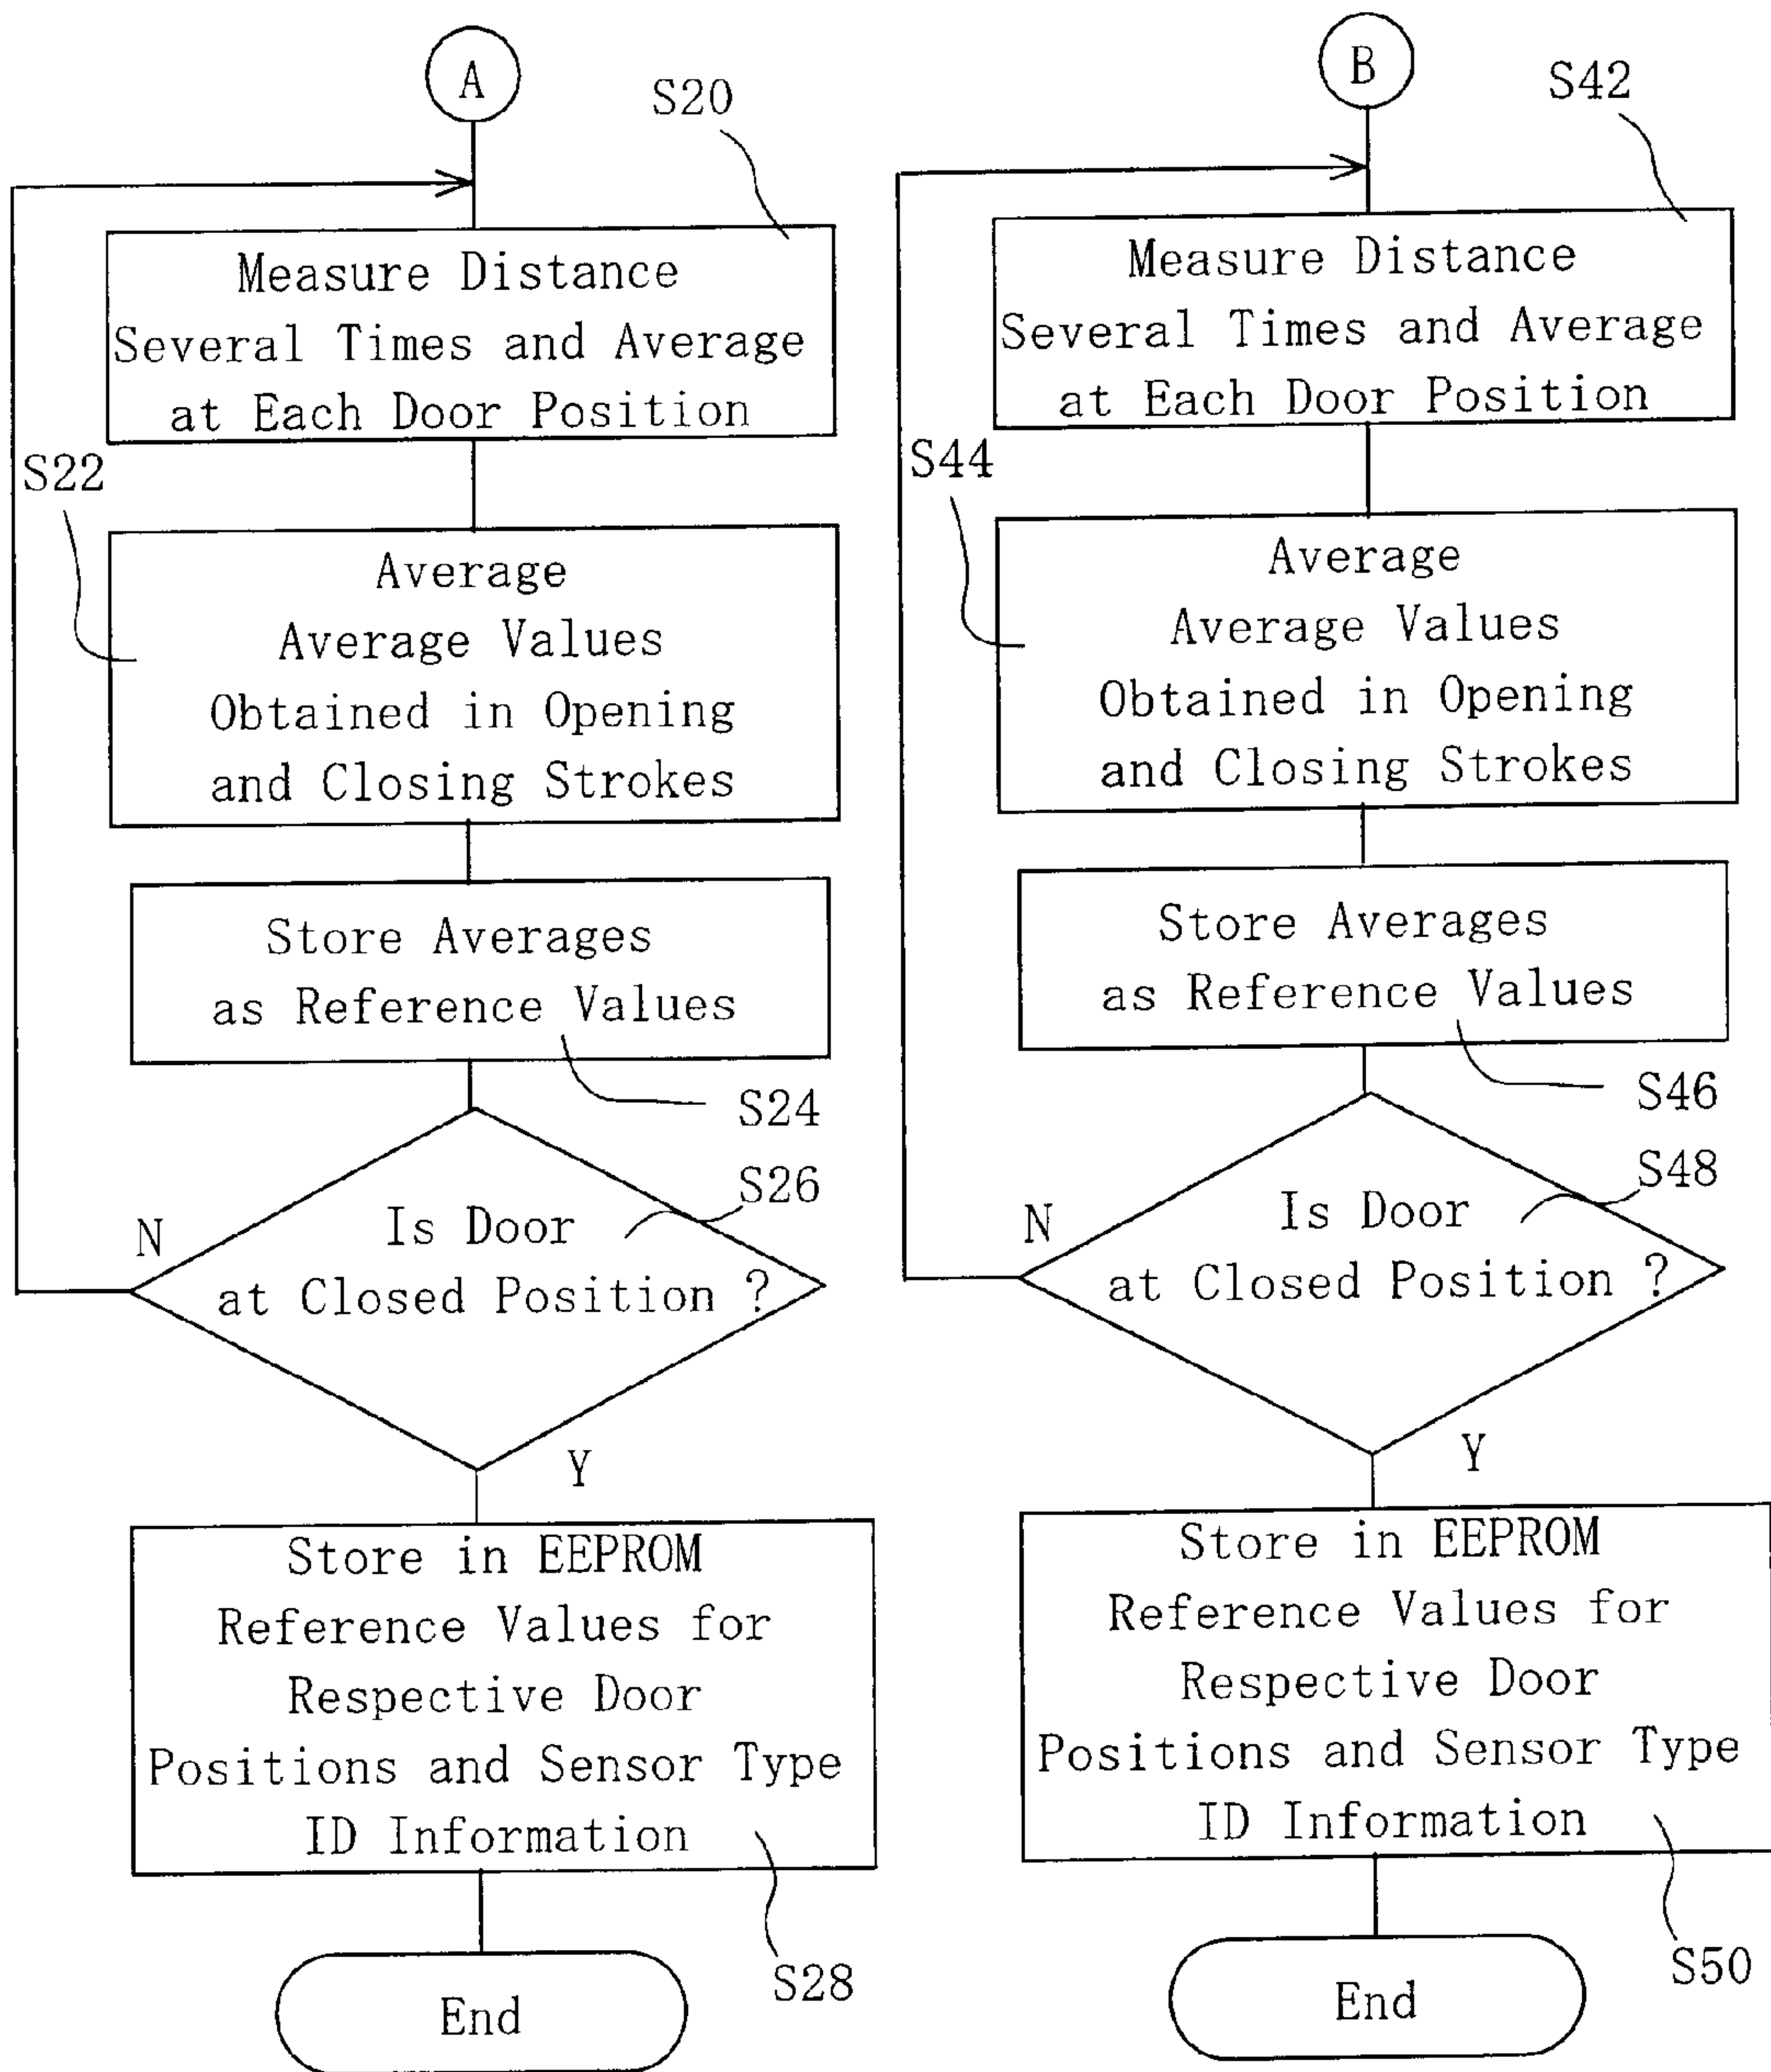 A
S20
Measure Distance
Several Times and Average
at Each Door Position
S22
Average
Average Values
Obtained in Opening
and Closing Strokes
Store Averages
as Reference Values
S24
S26
Is Door
at Closed Position ?
N
Y
Store in EEPROM
Reference Values for
Respective Door
Positions and Sensor Type
ID Information
S28
End
B
S42
Measure Distance
Several Times and Average
at Each Door Position
S44
Average
Average Values
Obtained in Opening
and Closing Strokes
Store Averages
as Reference Values
S46
S48
Is Door
at Closed Position ?
N
Y
Store in EEPROM
Reference Values for
Respective Door
Positions and Sensor Type
ID Information
S50
End